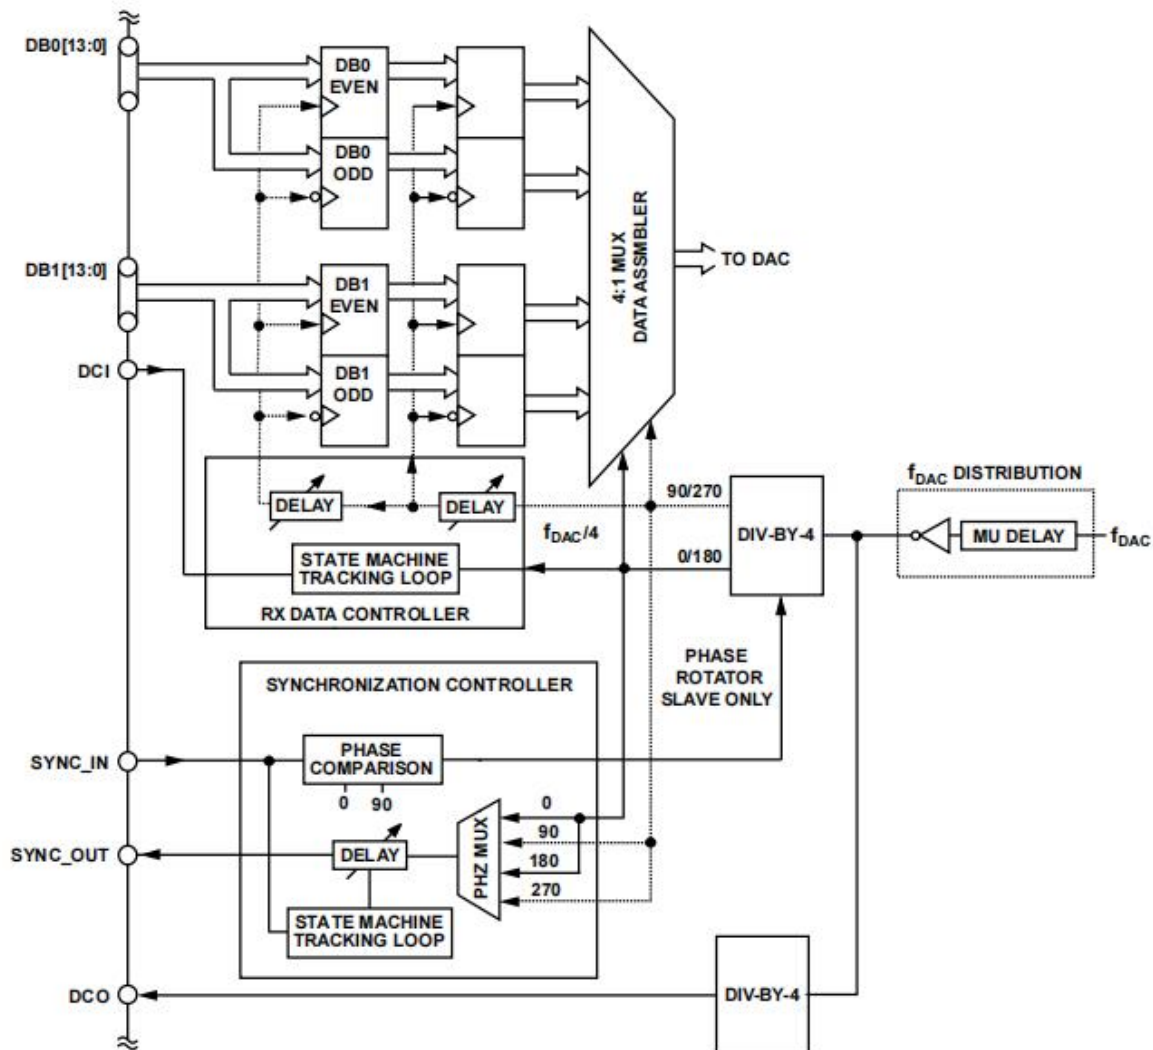 DB0[13:0]
DB0
EVEN
DB0
ODD
DB1[13:0]
DB1
EVEN
DB1
ODD
4:1 MUX
DATA ASSMBLER
TO DAC
DCI
DELAY
DELAY
STATE MACHINE
TRACKING LOOP
RX DATA CONTROLLER
fDAC/4
90/270
0/180
DIV-BY-4
fDAC DISTRIBUTION
MU DELAY
fDAC
PHASE
ROTATOR
SLAVE ONLY
SYNCHRONIZATION CONTROLLER
SYNC_IN
PHASE
COMPARISON
0 90
SYNC_OUT
DELAY
PHZ MUX
0
90
180
270
STATE MACHINE
TRACKING LOOP
DCO
DIV-BY-4